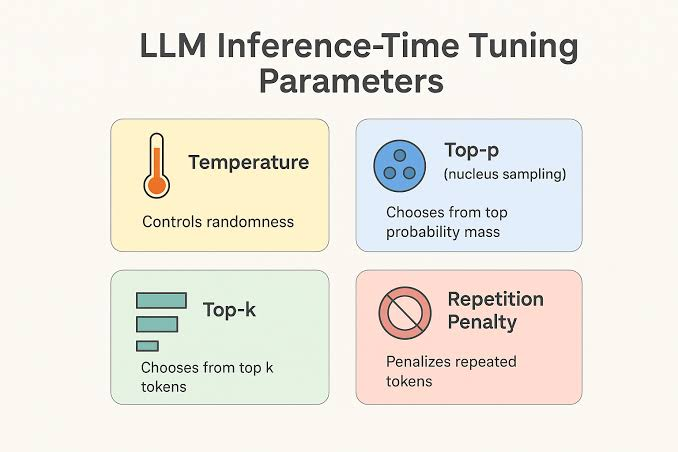 LLM Inference-Time Tuning
Parameters
Temperature
Controls randomness
Top-p
(nucleus sampling)
Chooses from top
probability mass
Top-k
Chooses from top k
tokens
Repetition
Penalty
Penalizes repeated
tokens